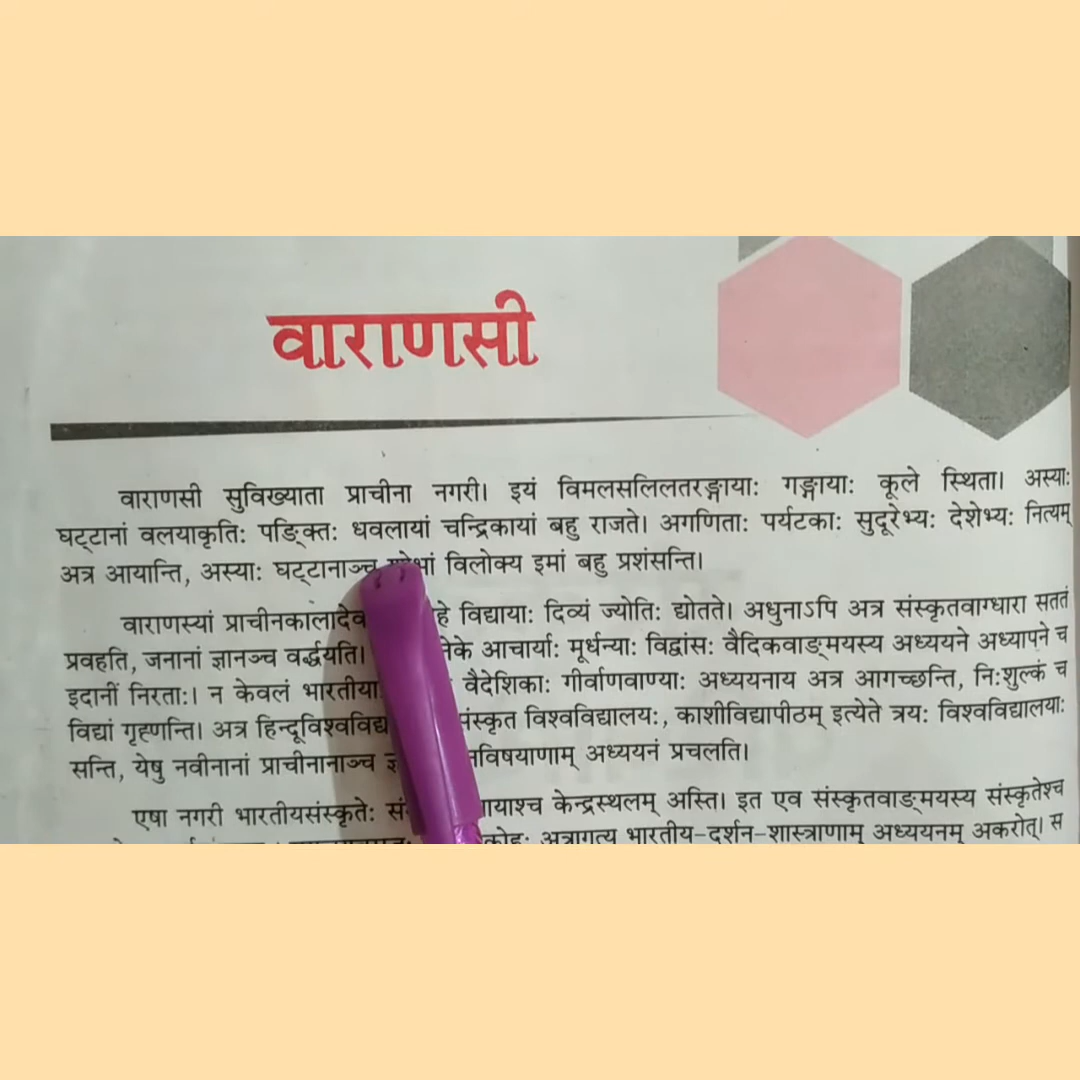 वाराणसी
वाराणसी सुविख्याता प्राचीना नगरी। इयं विमलसलिलतरङ्गायाः गङ्गायाः कूले स्थिता। अस्याः
घट्टानां वलयाकृतिः पङ्क्तिः धवलायां चन्द्रिकायां बहु राजते। अगणिताः पर्यटकाः सुदूरेभ्यः देशेभ्यः नित्यम्
अत्र आयान्ति, अस्याः घट्टानाञ्च विलोक्य इमां बहु प्रशंसन्ति।
वाराणस्यां प्राचीनकालादेव विद्यायाः दिव्यं ज्योतिः द्योतते। अधुनाऽपि अत्र संस्कृतवाग्धारा सततं
प्रवहति, जनानां ज्ञानञ्च वर्द्धयति। आचार्याः मूर्धन्याः विद्वांसः वैदिकवाङ्मयस्य अध्ययने अध्यापने च
इदानीं निरताः। न केवलं भारतीयाः वैदेशिकाः गीर्वाणवाण्याः अध्ययनाय अत्र आगच्छन्ति, निःशुल्कं च
विद्यां गृह्णन्ति। अत्र विश्वविद्यालयः, काशीविद्यापीठम् इत्येते त्रयः विश्वविद्यालयाः
सन्ति, येषु नवीनानां प्राचीनानाञ्च अध्ययनं प्रचलति।
एषा नगरी भारतीयसंस्कृतेः केन्द्रस्थलम् अस्ति। इत एव संस्कृतवाङ्मयस्य संस्कृतेश्च
अत्रागत्य भारतीय-दर्शन-शास्त्राणाम् अध्ययनम् अकरोत्। स